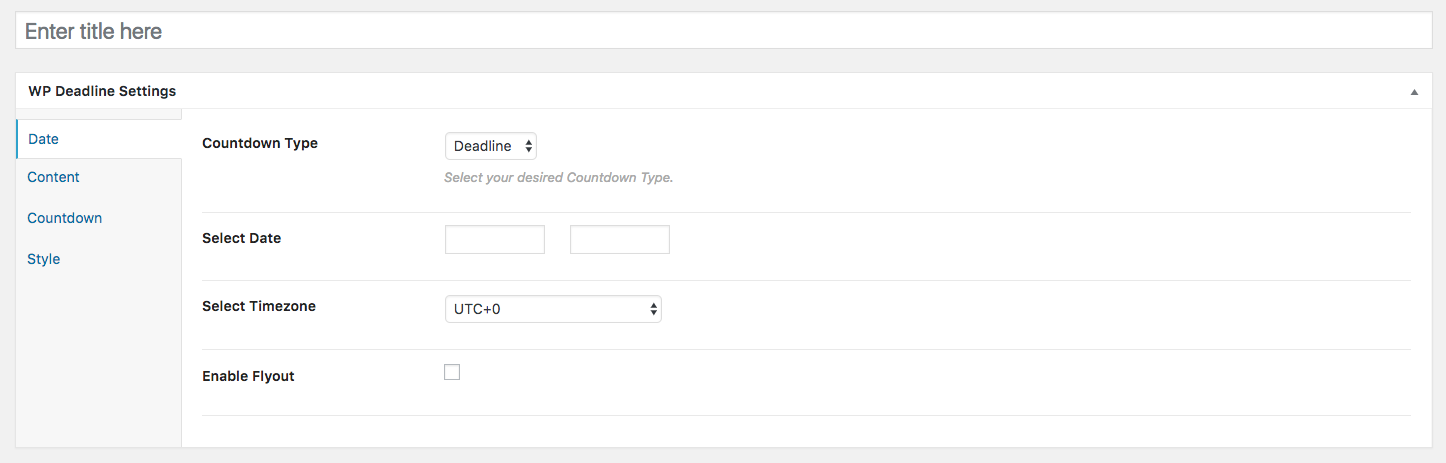 Enter title here
WP Deadline Settings
Date
Content
Countdown
Style
Countdown Type
Deadline
Select your desired Countdown Type.
Select Date
Select Timezone
UTC+0
Enable Flyout